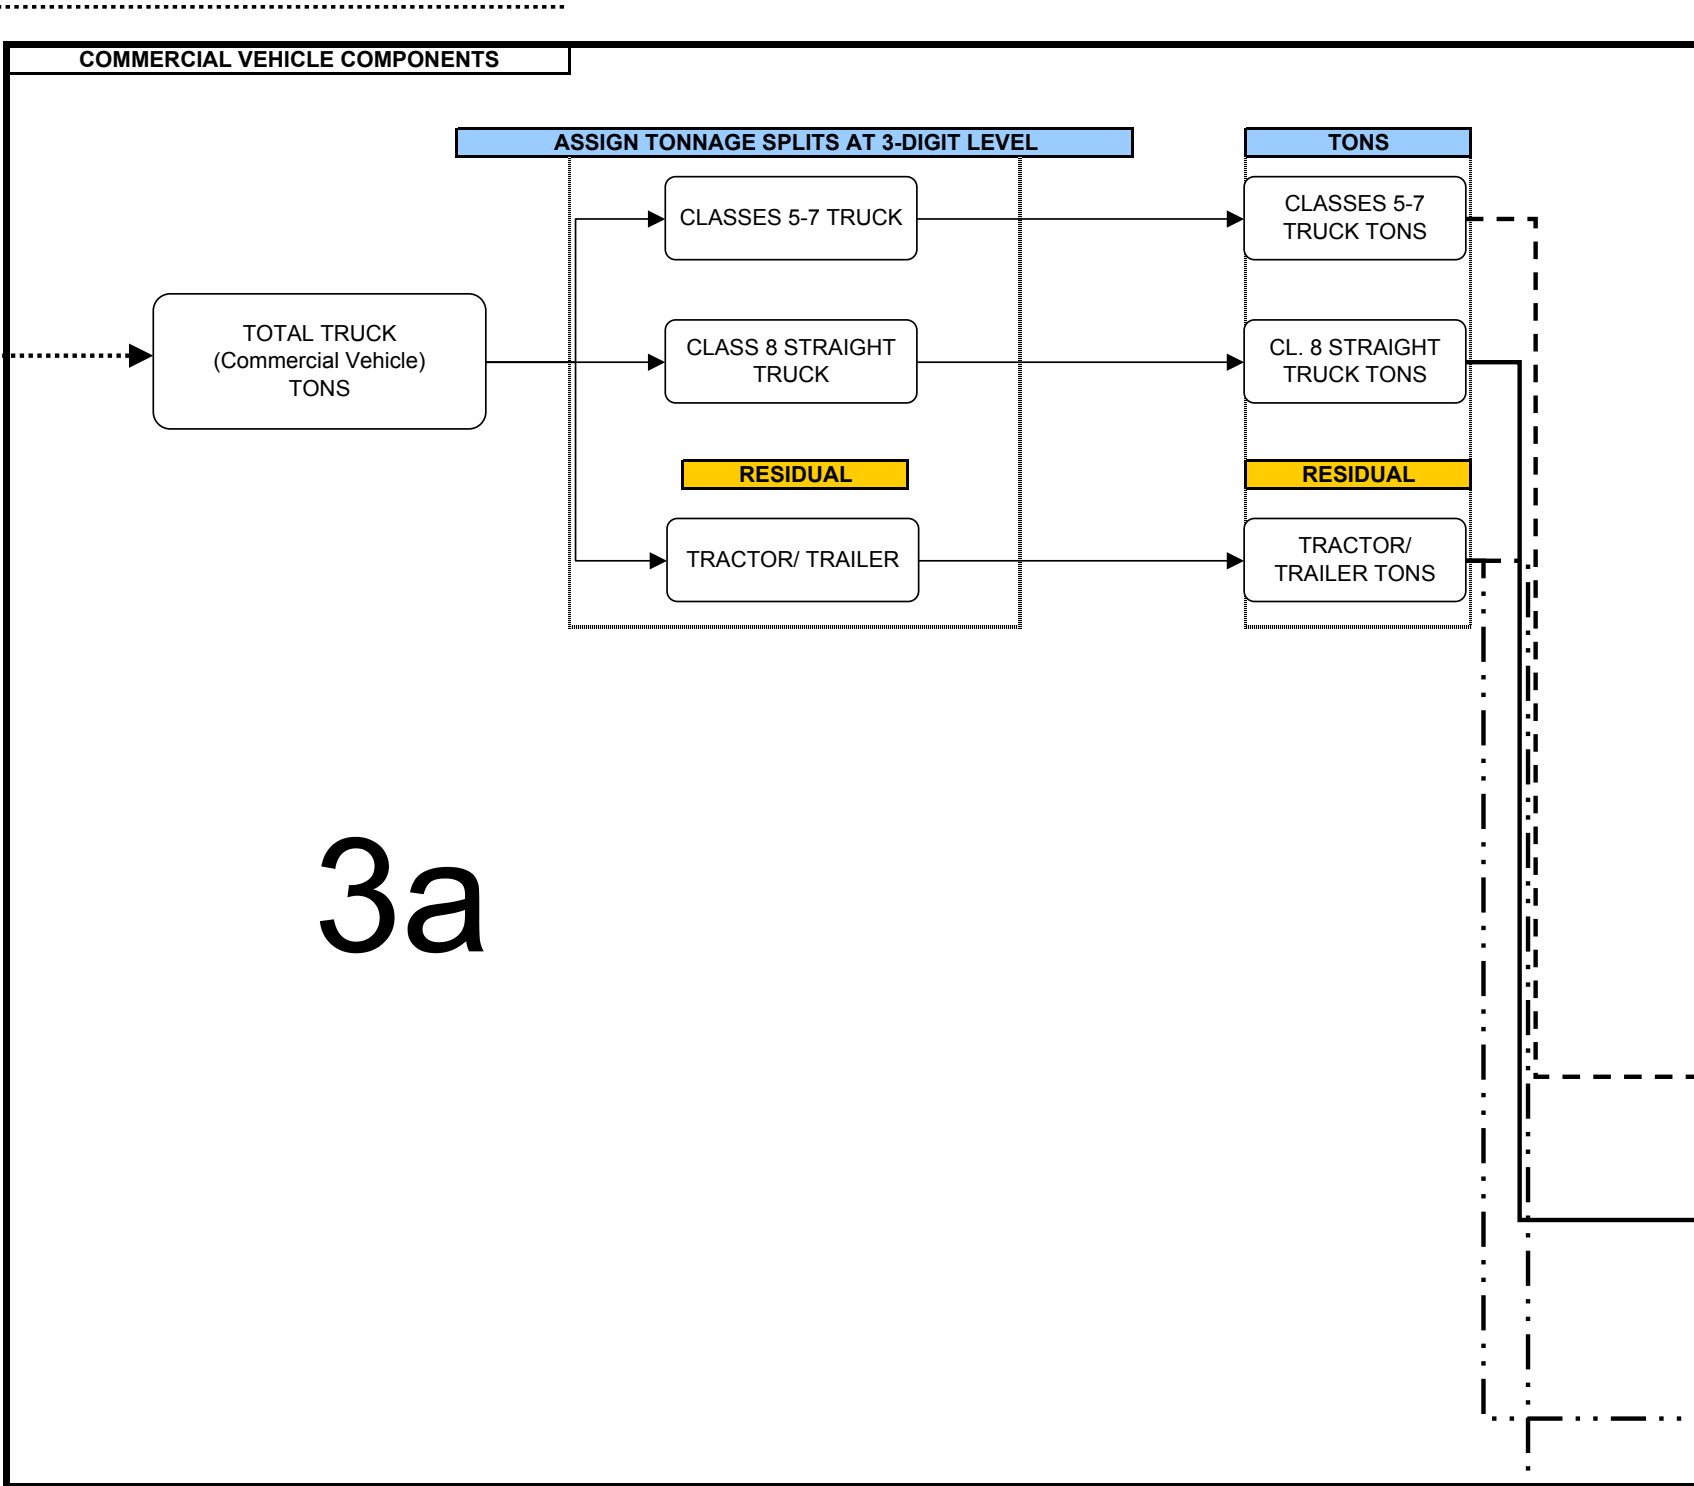 COMMERCIAL VEHICLE COMPONENTS
ASSIGN TONNAGE SPLITS AT 3-DIGIT LEVEL
TONS
CLASSES 5-7 TRUCK
CLASSES 5-7
TRUCK TONS
TOTAL TRUCK
(Commercial Vehicle)
TONS
CLASS 8 STRAIGHT
TRUCK
CL. 8 STRAIGHT
TRUCK TONS
RESIDUAL
RESIDUAL
TRACTOR/ TRAILER
TRACTOR/
TRAILER TONS
3a